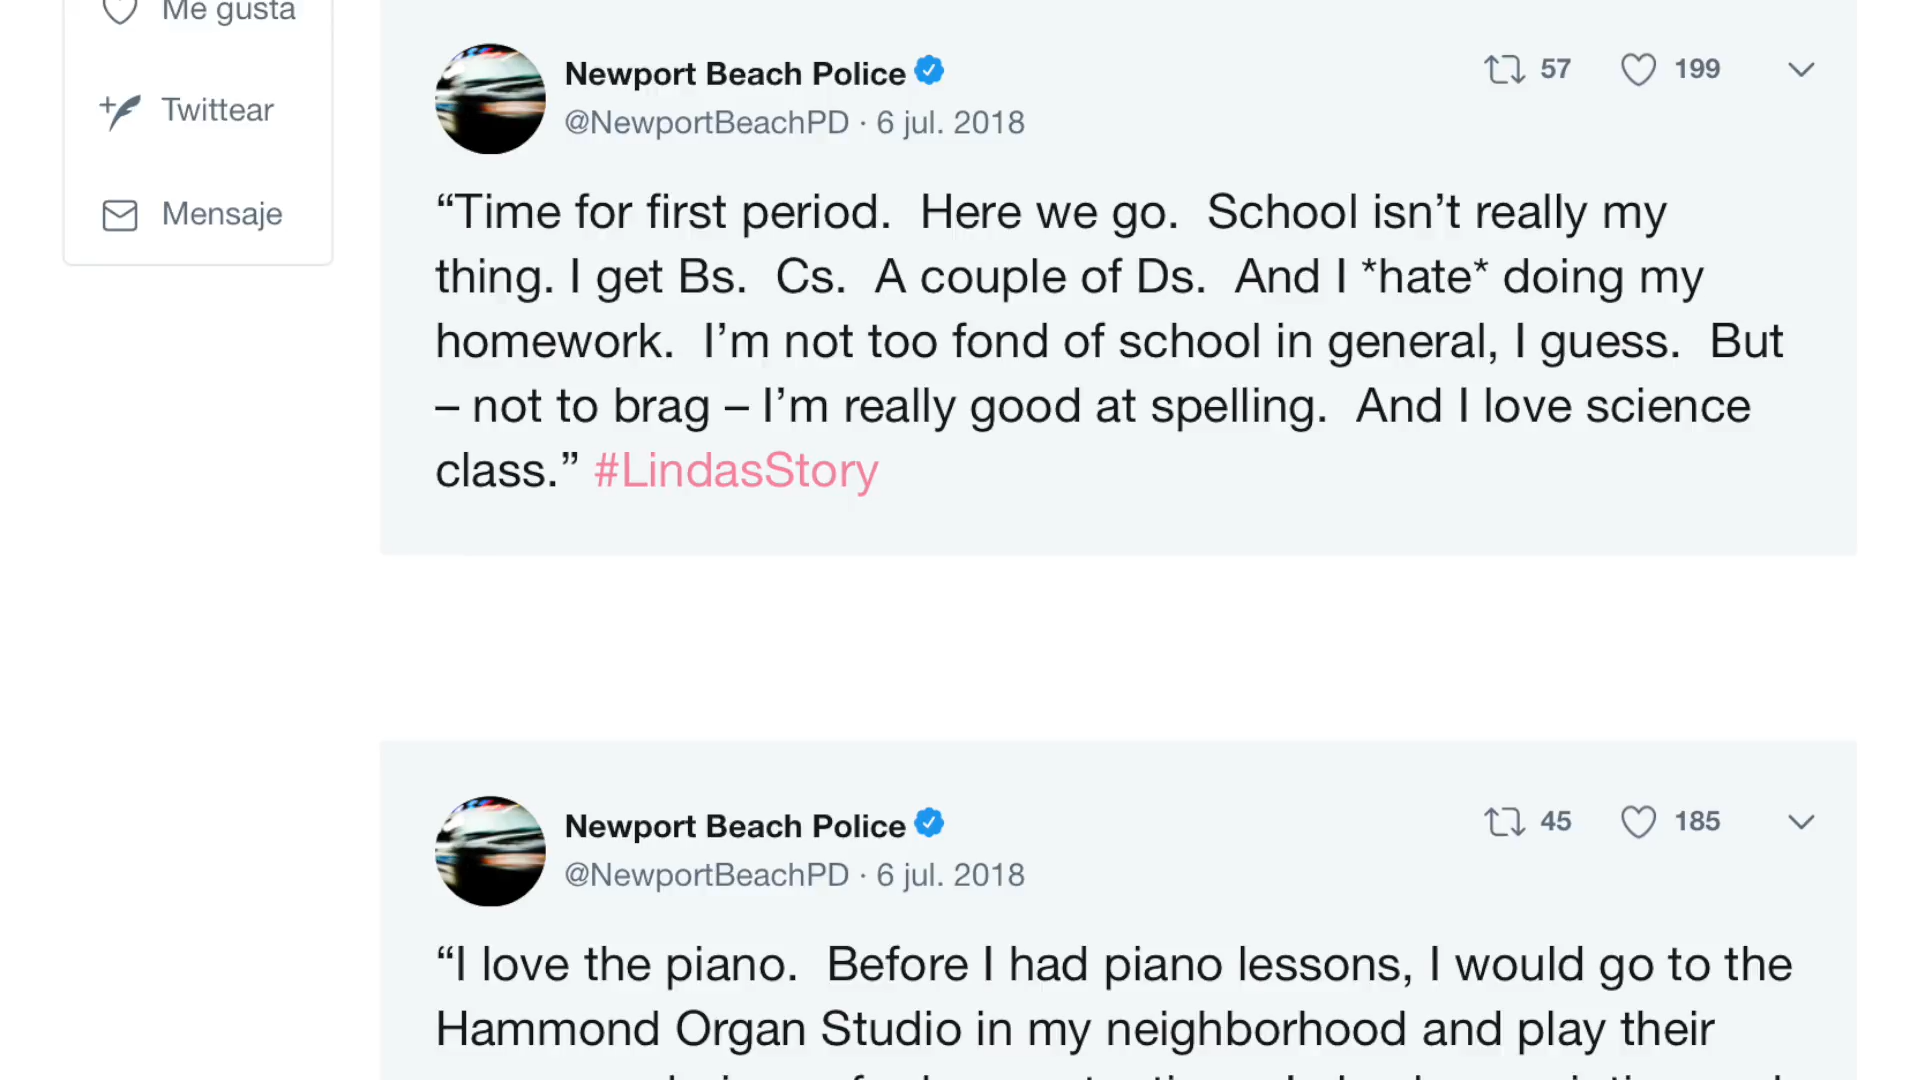 Me gusta
Twittear
Mensaje
Newport Beach Police
57
199
@NewportBeachPD · 6 jul. 2018
“Time for first period.  Here we go.  School isn’t really my
thing. I get Bs.  Cs.  A couple of Ds.  And I *hate* doing my
homework.  I’m not too fond of school in general, I guess.  But
– not to brag – I’m really good at spelling.  And I love science
class.” #LindasStory
Newport Beach Police
45
185
@NewportBeachPD · 6 jul. 2018
“I love the piano.  Before I had piano lessons, I would go to the
Hammond Organ Studio in my neighborhood and play their